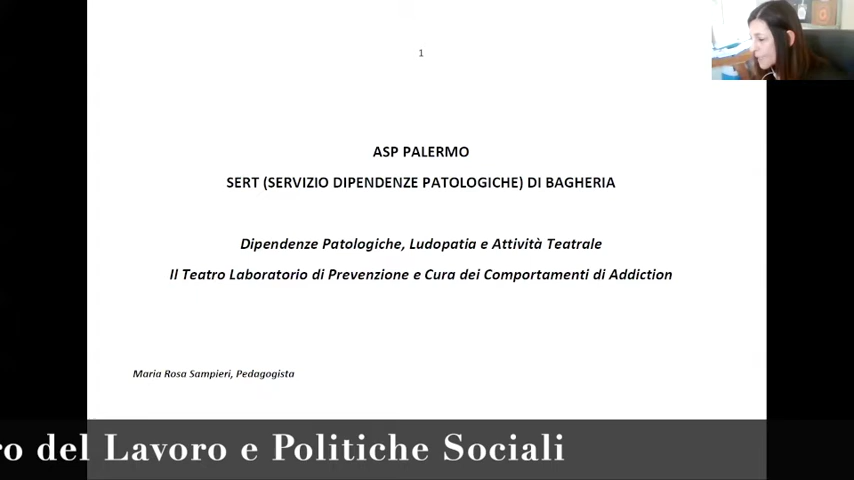 1
ASP PALERMO
SERT (SERVIZIO DIPENDENZE PATOLOGICHE) DI BAGHERIA
Dipendenze Patologiche, Ludopatia e Attività Teatrale
Il Teatro Laboratorio di Prevenzione e Cura dei Comportamenti di Addiction
Maria Rosa Sampieri, Pedagogista
ro del Lavoro e Politiche Sociali